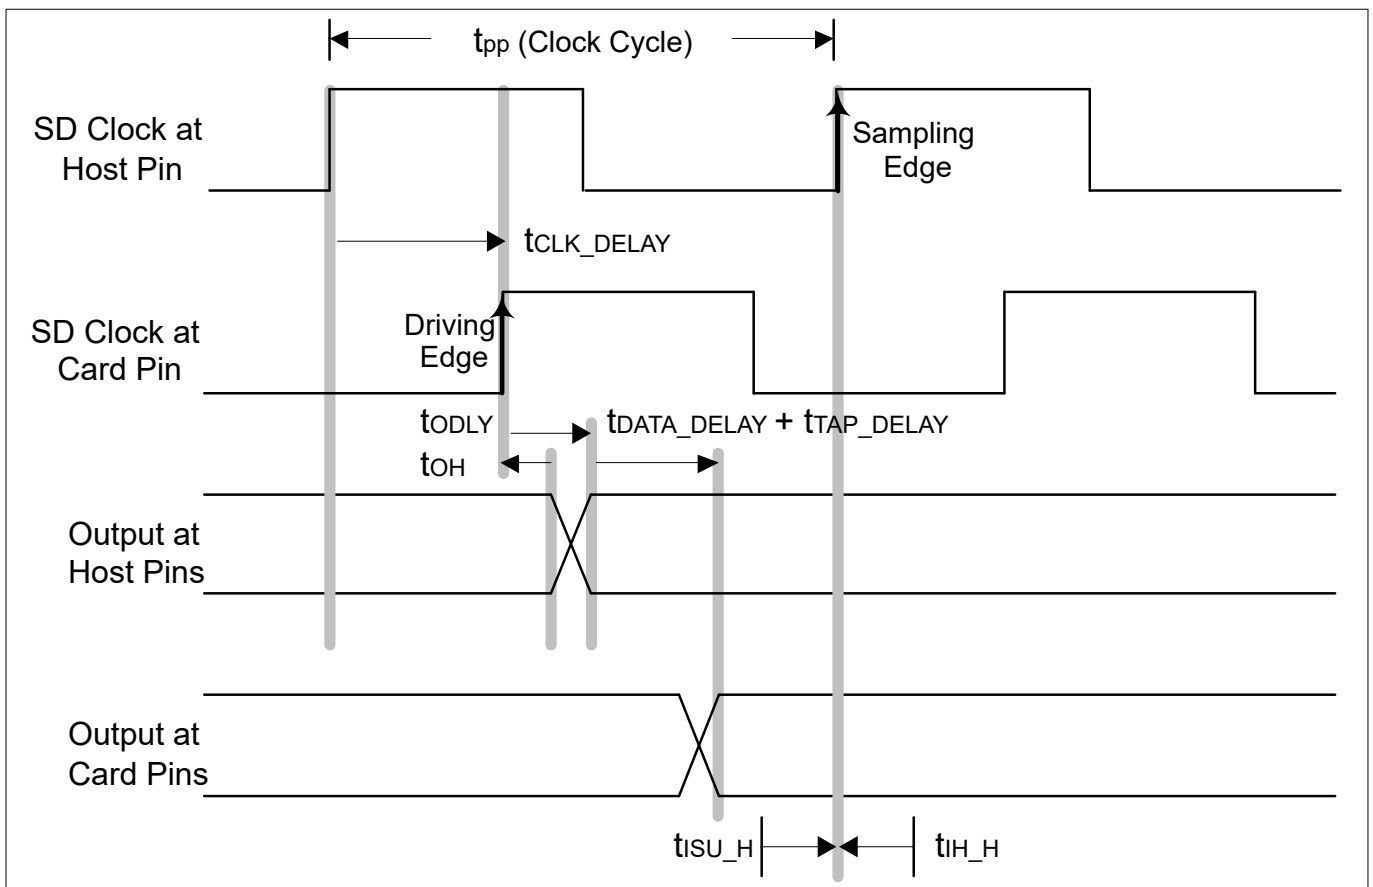 tpp (Clock Cycle)
SD Clock at
Host Pin
Sampling
Edge
tCLK_DELAY
SD Clock at
Card Pin
Driving
Edge
tODLY
tDATA_DELAY + tTAP_DELAY
tOH
Output at
Host Pins
Output at
Card Pins
tISU_H
tIH_H